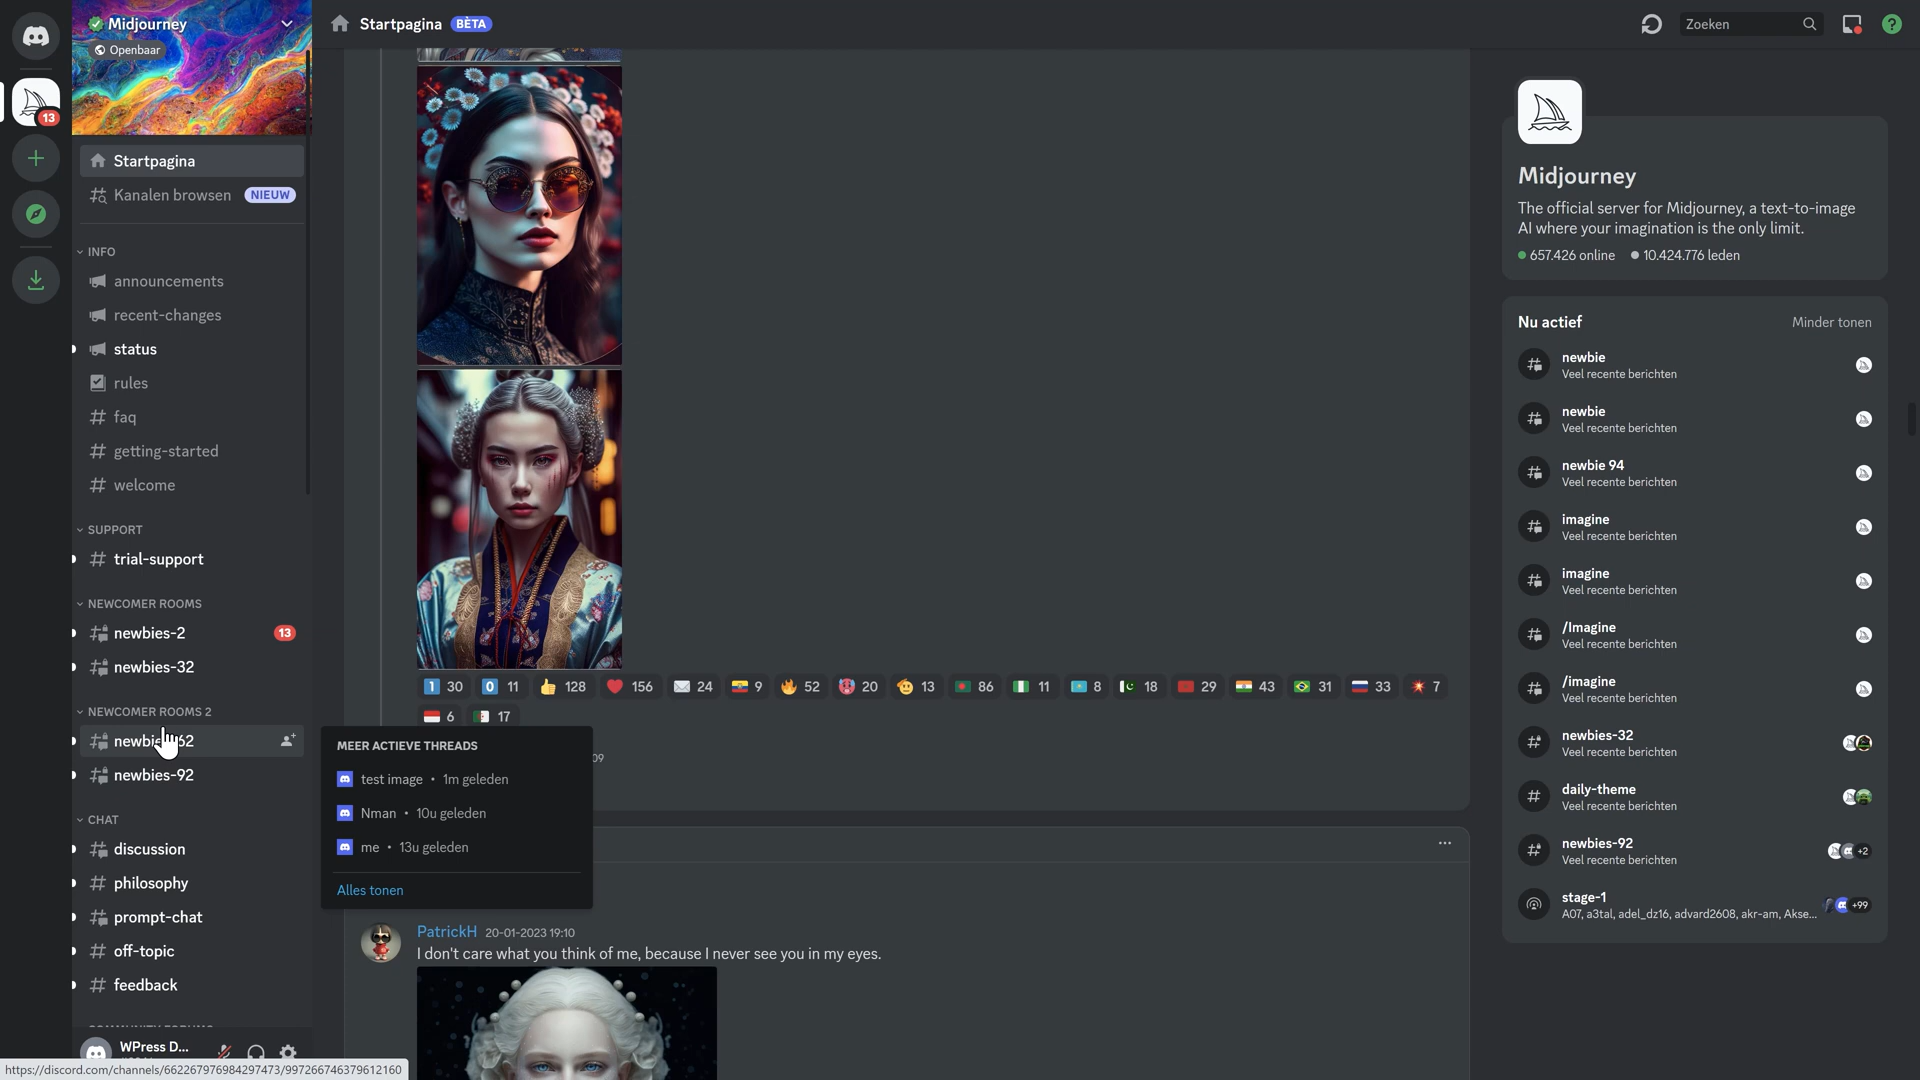 Midjourney
Openbaar
13
Startpagina
Kanalen browsen NIEUW
INFO
announcements
recent-changes
status
rules
faq
getting-started
welcome
SUPPORT
trial-support
NEWCOMER ROOMS
newbies-2 13
newbies-32
NEWCOMER ROOMS 2
newbies-62
newbies-92
CHAT
discussion
philosophy
prompt-chat
off-topic
feedback
WPress D...
https://discord.com/channels/662267976984297473/997266746379612160
Startpagina BÈTA
Zoeken
1 30 0 11 128 156 24 9 52 20 13 86 11 8 18 29 43 31 33 7
6 17
09
MEER ACTIEVE THREADS
test image • 1m geleden
Nman • 10u geleden
me • 13u geleden
Alles tonen
PatrickH 20-01-2023 19:10
I don't care what you think of me, because I never see you in my eyes.
Midjourney
The official server for Midjourney, a text-to-image
AI where your imagination is the only limit.
657.426 online 10.424.776 leden
Nu actief Minder tonen
newbie
Veel recente berichten
newbie
Veel recente berichten
newbie 94
Veel recente berichten
imagine
Veel recente berichten
imagine
Veel recente berichten
/Imagine
Veel recente berichten
/imagine
Veel recente berichten
newbies-32
Veel recente berichten
daily-theme
Veel recente berichten
newbies-92
Veel recente berichten +2
stage-1
A07, a3tal, adel_dz16, advard2608, akr-am, Akse... +99